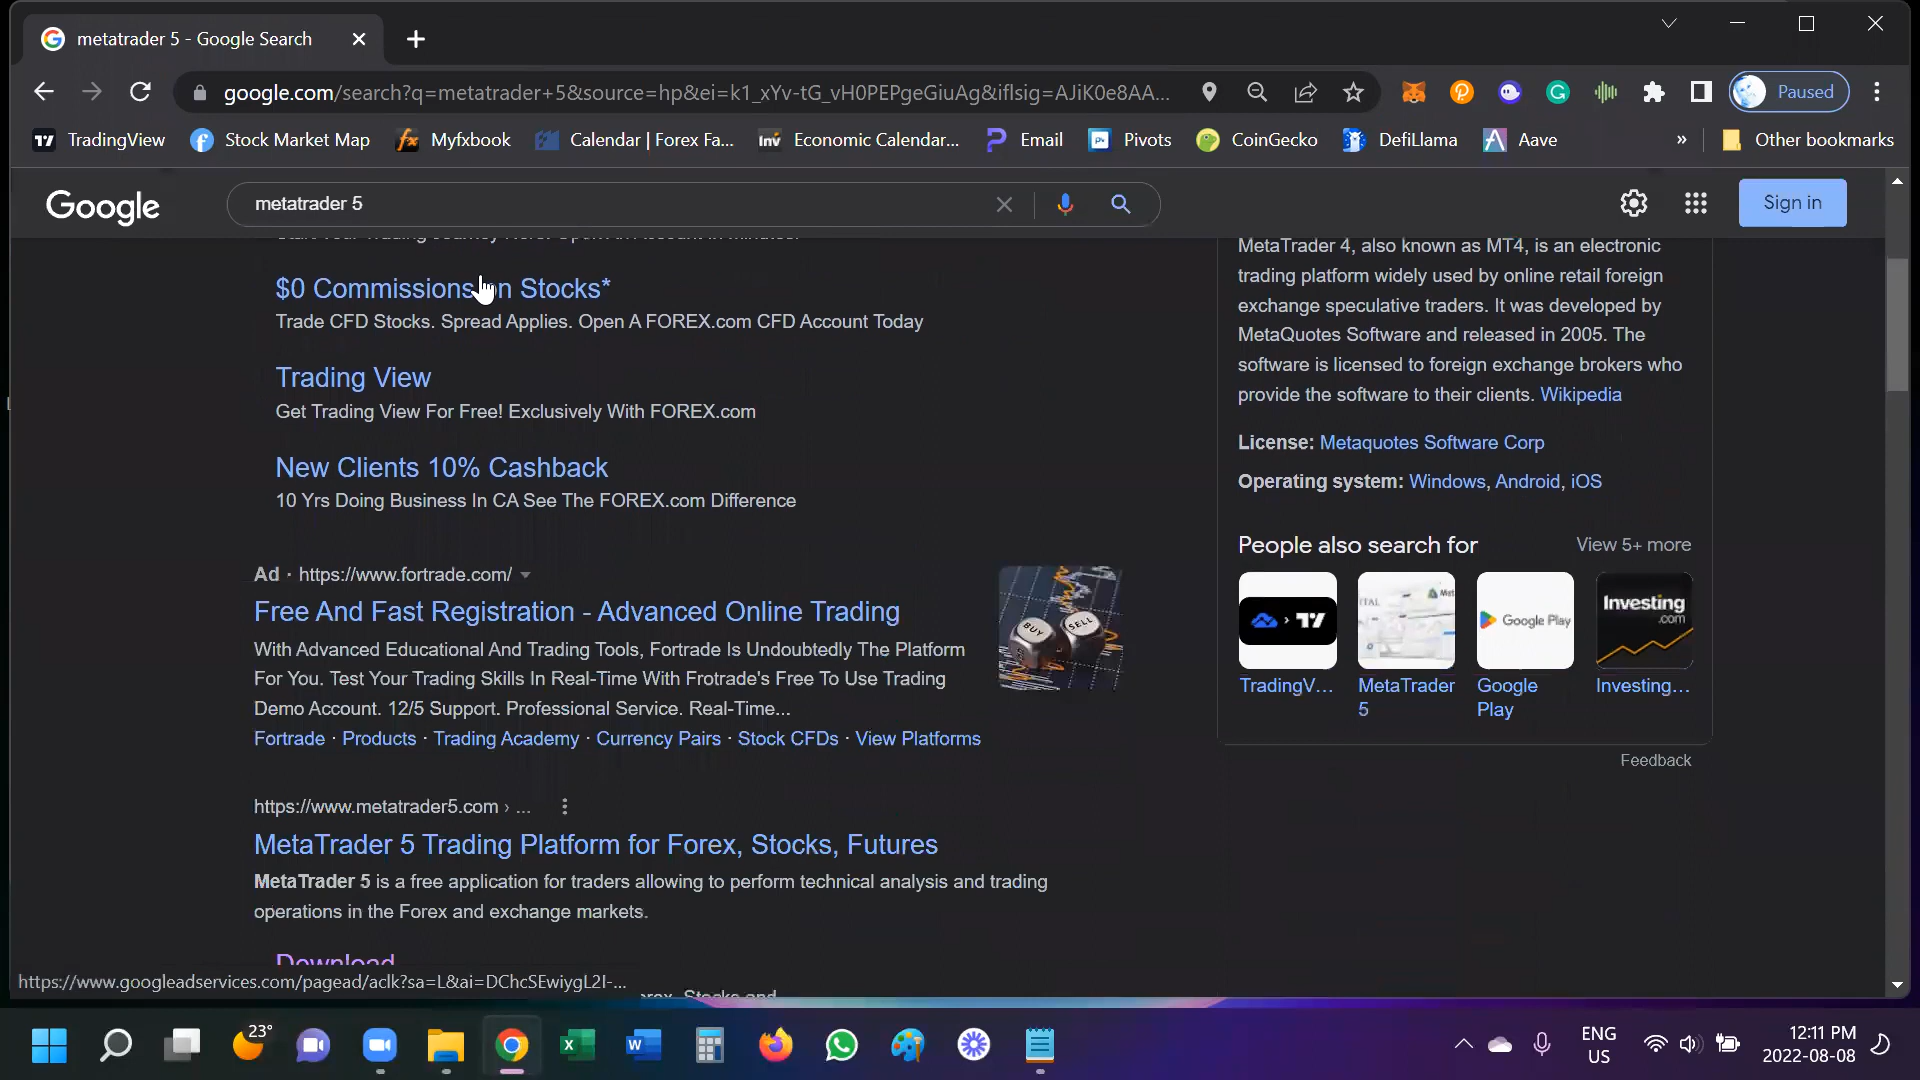 metatrader 5 - Google Search
google.com/search?q=metatrader+5&source=hp&ei=k1_xYv-tG_vH0PEPgeGiuAg&iflsig=AJiK0e8AA...
Paused
TradingView
Stock Market Map
Myfxbook
Calendar | Forex Fa...
Economic Calendar...
Email
Pivots
CoinGecko
DefiLlama
Aave
»
Other bookmarks
Google
metatrader 5
Sign in
$0 Commissions on Stocks*
Trade CFD Stocks. Spread Applies. Open A FOREX.com CFD Account Today
Trading View
Get Trading View For Free! Exclusively With FOREX.com
New Clients 10% Cashback
10 Yrs Doing Business In CA See The FOREX.com Difference
Ad · https://www.fortrade.com/
Free And Fast Registration - Advanced Online Trading
With Advanced Educational And Trading Tools, Fortrade Is Undoubtedly The Platform
For You. Test Your Trading Skills In Real-Time With Frotrade's Free To Use Trading
Demo Account. 12/5 Support. Professional Service. Real-Time...
Fortrade · Products · Trading Academy · Currency Pairs · Stock CFDs · View Platforms
BUY
SELL
https://www.metatrader5.com › ...
MetaTrader 5 Trading Platform for Forex, Stocks, Futures
MetaTrader 5 is a free application for traders allowing to perform technical analysis and trading
operations in the Forex and exchange markets.
Download
MetaTrader 4, also known as MT4, is an electronic
trading platform widely used by online retail foreign
exchange speculative traders. It was developed by
MetaQuotes Software and released in 2005. The
software is licensed to foreign exchange brokers who
provide the software to their clients. Wikipedia
License: Metaquotes Software Corp
Operating system: Windows, Android, iOS
People also search for
View 5+ more
Google Play
Investing
.com
TradingV...
MetaTrader
5
Google
Play
Investing...
Feedback
https://www.googleadservices.com/pagead/aclk?sa=L&ai=DChcSEwiygL2I-...
23°
ENG
US
12:11 PM
2022-08-08